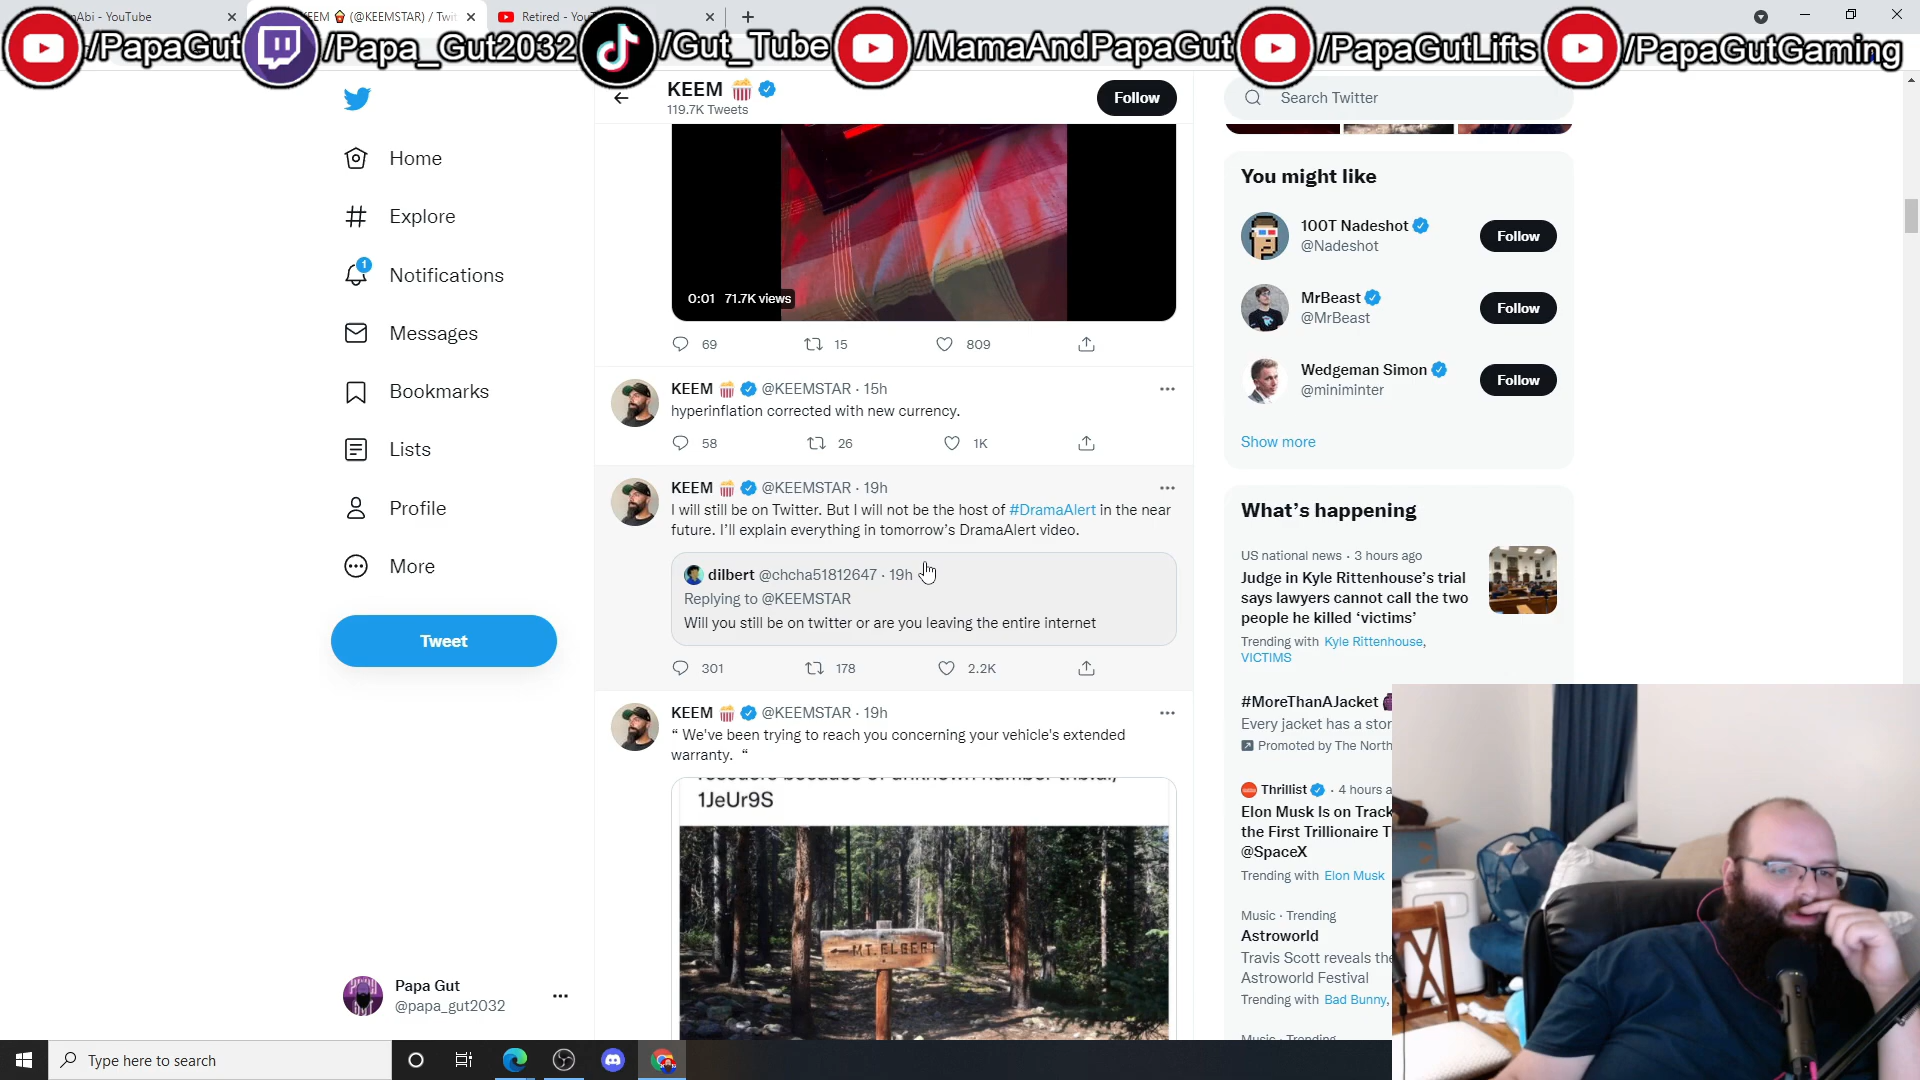 nAbi - YouTube
EEM (@KEEMSTAR) / Twit
Retired - You
/PapaGut
/Papa_Gut2032
/Gut_Tube
/MamaAndPapaGut
/PapaGutLifts
/PapaGutGaming
KEEM
119.7K Tweets
Follow
Search Twitter
Home
Explore
1
Notifications
Messages
Bookmarks
Lists
Profile
More
Tweet
Papa Gut
@papa_gut2032
0:01 71.7K views
69 15 809
KEEM @KEEMSTAR · 15h
hyperinflation corrected with new currency.
58 26 1K
KEEM @KEEMSTAR · 19h
I will still be on Twitter. But I will not be the host of #DramaAlert in the near
future. I'll explain everything in tomorrow's DramaAlert video.
dilbert @chcha51812647 · 19h
Replying to @KEEMSTAR
Will you still be on twitter or are you leaving the entire internet
301 178 2.2K
KEEM @KEEMSTAR · 19h
“ We've been trying to reach you concerning your vehicle's extended
warranty. “
1JeUr9S
MT. ELBERT
You might like
100T Nadeshot
@Nadeshot
Follow
MrBeast
@MrBeast
Follow
Wedgeman Simon
@miniminter
Follow
Show more
What's happening
US national news · 3 hours ago
Judge in Kyle Rittenhouse's trial
says lawyers cannot call the two
people he killed ‘victims’
Trending with Kyle Rittenhouse,
VICTIMS
#MoreThanAJacket
Every jacket has a stor
Promoted by The North
Thrillist · 4 hours a
Elon Musk Is on Track
the First Trillionaire T
@SpaceX
Trending with Elon Musk
Music · Trending
Astroworld
Travis Scott reveals the
Astroworld Festival
Trending with Bad Bunny,
Music · Trending
Type here to search